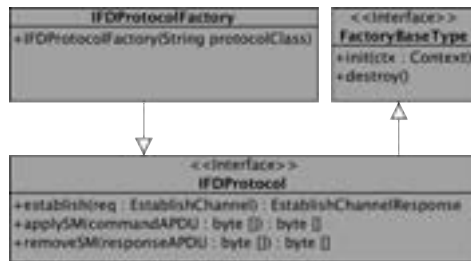 IFDProtocolFactory
+IFDProtocolFactory(String protocolClass)
<<Interface>>
FactoryBaseType
+init(ctx : Context)
+destroy()
<<Interface>>
IFDProtocol
+establish(req : EstablishChannel) : EstablishChannelResponse
+applySM(commandAPDU : byte []) : byte []
+removeSM(responseAPDU : byte []) : byte []